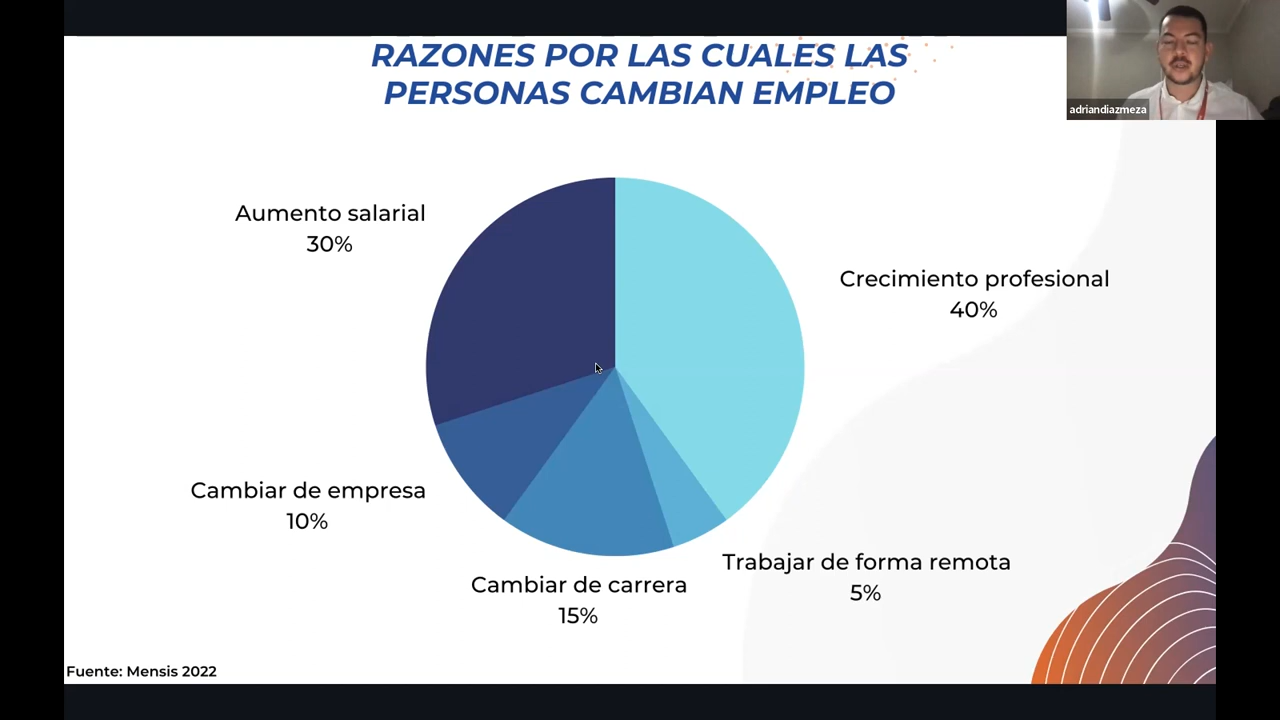 RAZONES POR LAS CUALES LAS
PERSONAS CAMBIAN EMPLEO
adriandiazmeza
Aumento salarial
30%
Crecimiento profesional
40%
Cambiar de empresa
10%
Trabajar de forma remota
5%
Cambiar de carrera
15%
Fuente: Mensis 2022